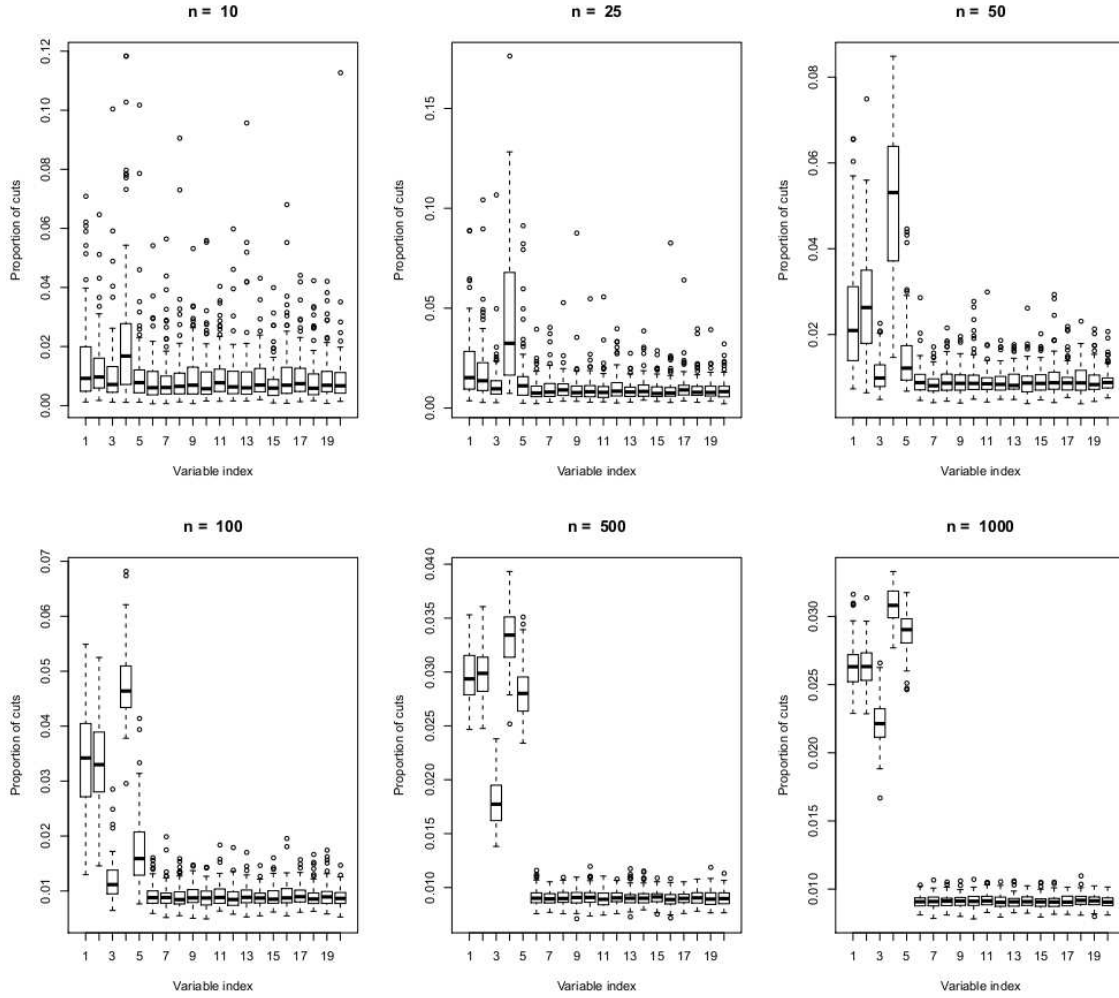 n = 10
n = 25
n = 50
Proportion of cuts
0.00 0.02 0.04 0.06 0.08 0.10 0.12
1 3 5 7 9 11 13 15 17 19
Variable index
Proportion of cuts
0.00 0.05 0.10 0.15
1 3 5 7 9 11 13 15 17 19
Variable index
Proportion of cuts
0.02 0.04 0.06 0.08
1 3 5 7 9 11 13 15 17 19
Variable index
n = 100
n = 500
n = 1000
Proportion of cuts
0.01 0.02 0.03 0.04 0.05 0.06 0.07
1 3 5 7 9 11 13 15 17 19
Variable index
Proportion of cuts
0.010 0.015 0.020 0.025 0.030 0.035 0.040
1 3 5 7 9 11 13 15 17 19
Variable index
Proportion of cuts
0.010 0.015 0.020 0.025 0.030
1 3 5 7 9 11 13 15 17 19
Variable index